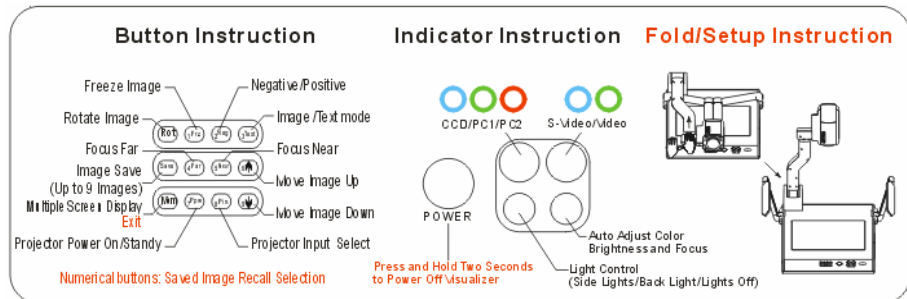 Button Instruction
Indicator Instruction
Fold/Setup Instruction
Freeze Image
Negative/Positive
Rotate Image
Image/Text mode
Rot
1Frz
2Neg
3Text
CCD/PC1/PC2
S-Video/Video
Focus Far
Focus Near
Image Save
(Up to 9 Images)
Save
4Far
Move Image Up
Multiple Screen Display
Exit
Move Image Down
POWER
Projector Power On/Standy
Projector Input Select
Auto Adjust Color
Brightness and Focus
Numerical buttons: Saved Image Recall Selection
Press and Hold Two Seconds
to Power Off Visualizer
Light Control
(Side Lights/Back Light/Lights Off)